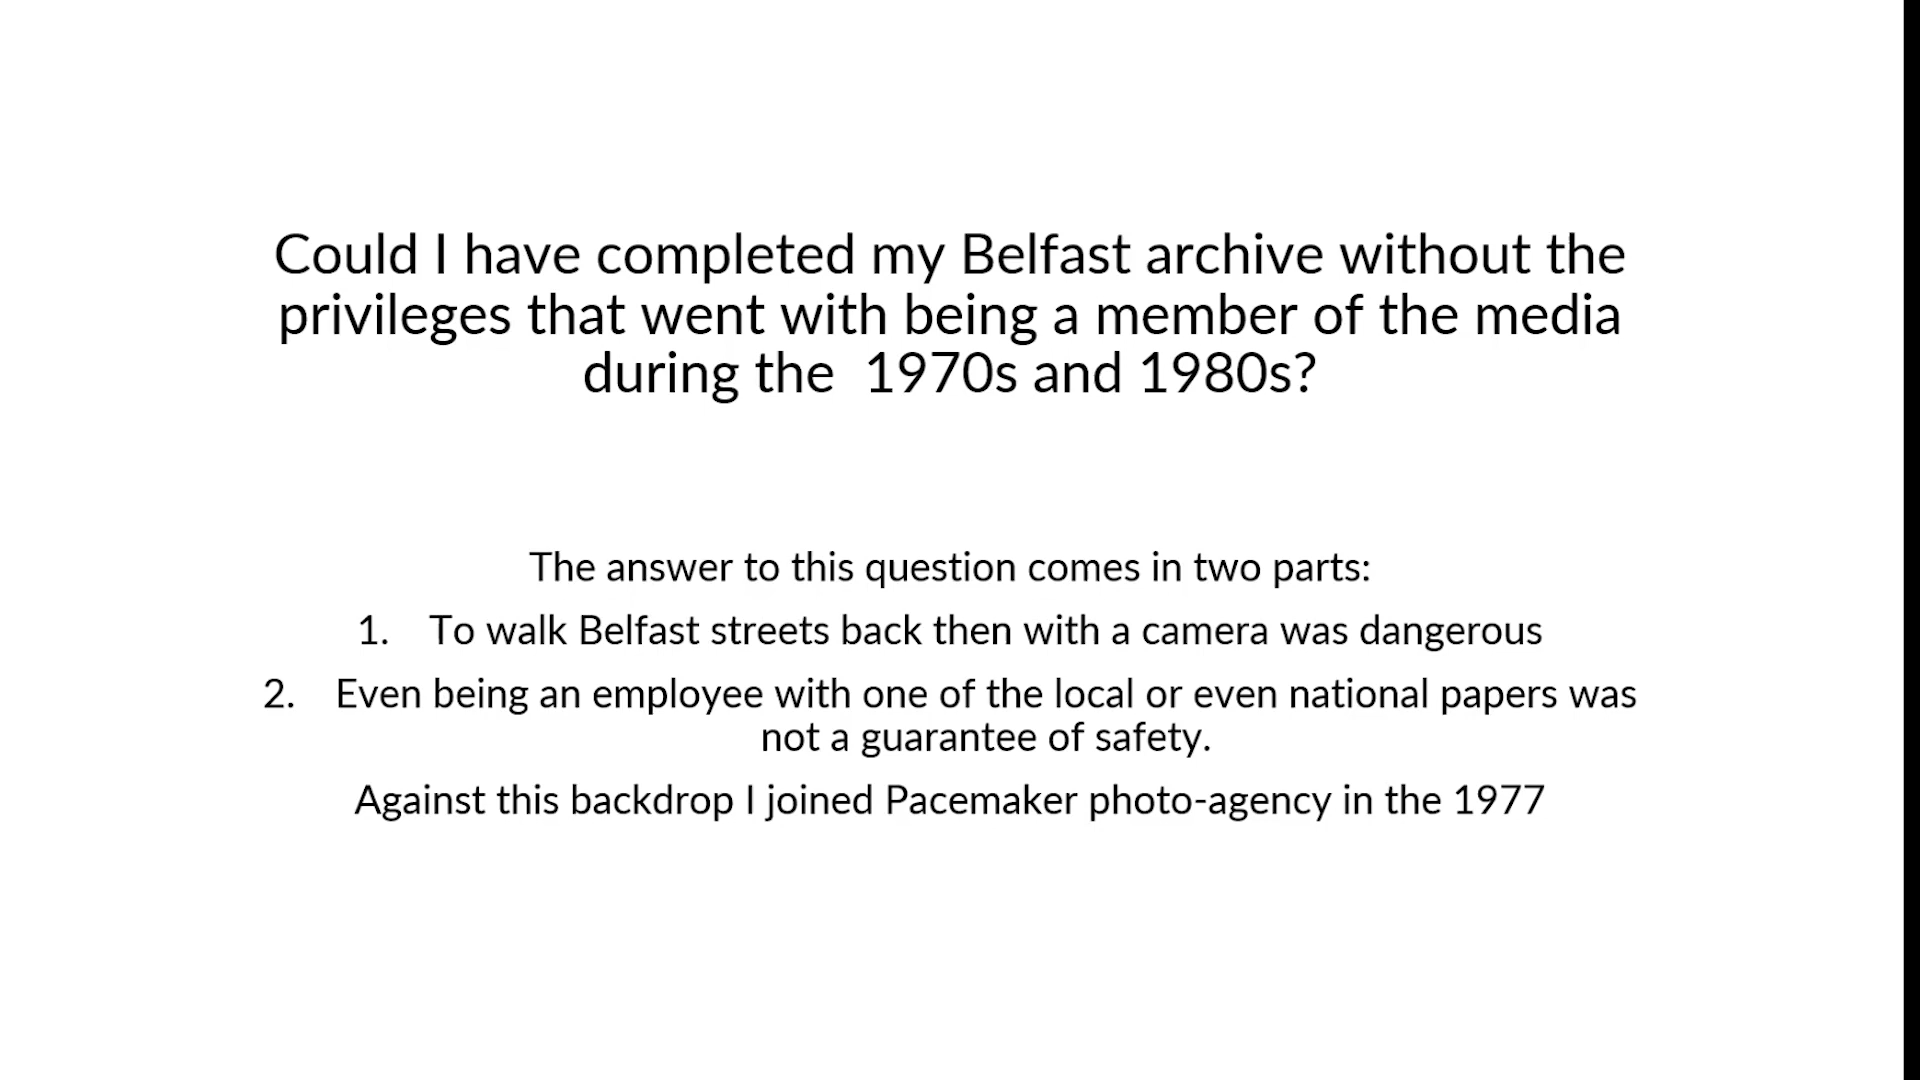 Could I have completed my Belfast archive without the
privileges that went with being a member of the media
during the  1970s and 1980s?
The answer to this question comes in two parts:
1. To walk Belfast streets back then with a camera was dangerous
2. Even being an employee with one of the local or even national papers was
not a guarantee of safety.
Against this backdrop I joined Pacemaker photo-agency in the 1977